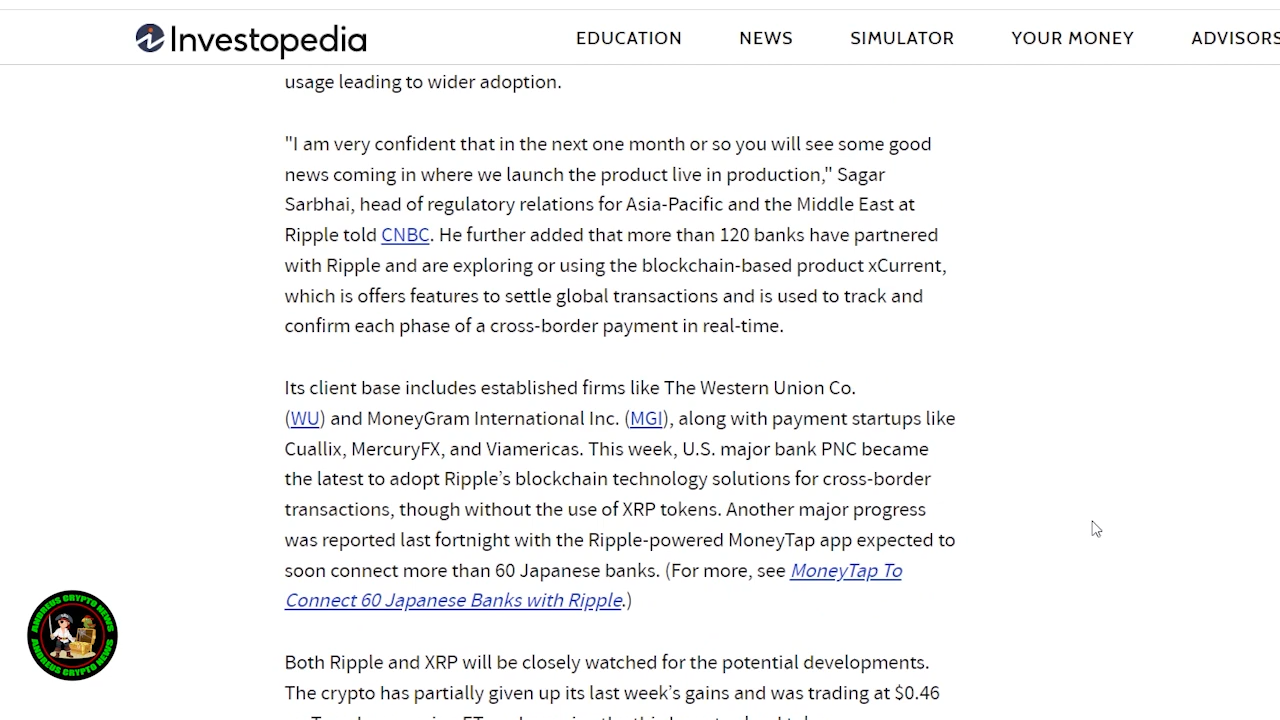 Investopedia
EDUCATION NEWS SIMULATOR YOUR MONEY ADVISORS
usage leading to wider adoption.
"I am very confident that in the next one month or so you will see some good
news coming in where we launch the product live in production," Sagar
Sarbhai, head of regulatory relations for Asia-Pacific and the Middle East at
Ripple told CNBC. He further added that more than 120 banks have partnered
with Ripple and are exploring or using the blockchain-based product xCurrent,
which is offers features to settle global transactions and is used to track and
confirm each phase of a cross-border payment in real-time.
Its client base includes established firms like The Western Union Co.
(WU) and MoneyGram International Inc. (MGI), along with payment startups like
Cuallix, MercuryFX, and Viamericas. This week, U.S. major bank PNC became
the latest to adopt Ripple’s blockchain technology solutions for cross-border
transactions, though without the use of XRP tokens. Another major progress
was reported last fortnight with the Ripple-powered MoneyTap app expected to
soon connect more than 60 Japanese banks. (For more, see MoneyTap To
Connect 60 Japanese Banks with Ripple.)
Both Ripple and XRP will be closely watched for the potential developments.
The crypto has partially given up its last week’s gains and was trading at $0.46
ANDREUS CRYPTO NEWS
ANDREUS CRYPTO NEWS